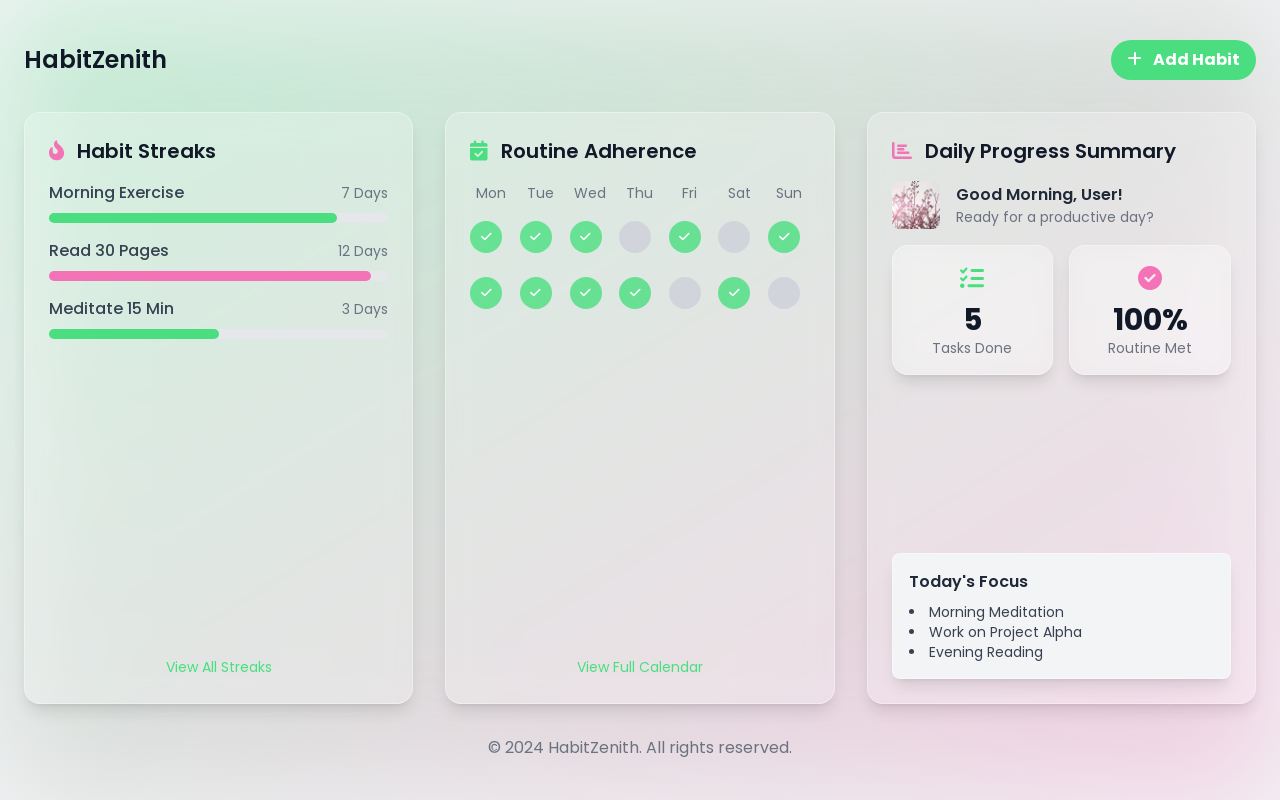 HabitZenith
Add Habit
Habit Streaks
Morning Exercise 7 Days
Read 30 Pages 12 Days
Meditate 15 Min 3 Days
View All Streaks
Routine Adherence
Mon Tue Wed Thu Fri Sat Sun
View Full Calendar
Daily Progress Summary
Good Morning, User!
Ready for a productive day?
5
Tasks Done
100%
Routine Met
Today's Focus
• Morning Meditation
• Work on Project Alpha
• Evening Reading
© 2024 HabitZenith. All rights reserved.